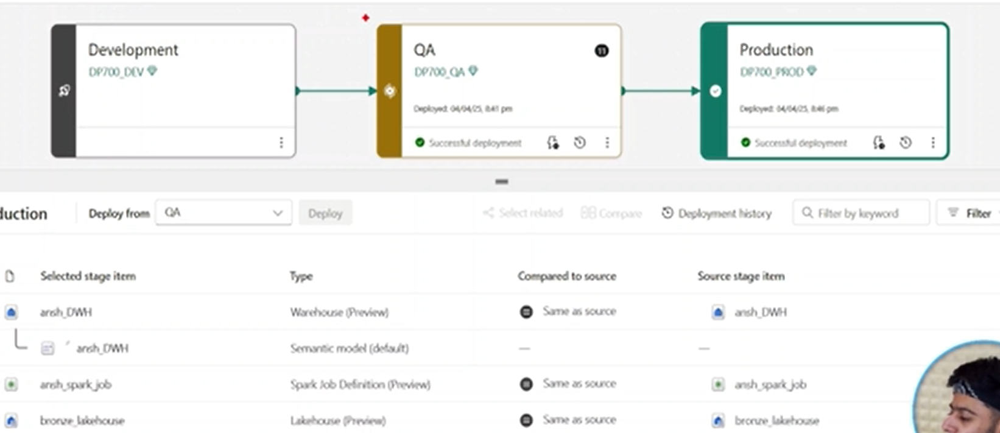 Development
DP700_DEV
QA
DP700_QA
Deployed: 04/04/25, 8:41 pm
Successful deployment
Production
DP700_PROD
Deployed: 04/04/25, 8:46 pm
Successful deployment
duction
Deploy from
QA
Deploy
Select related
Compare
Deployment history
Filter by keyword
Filter
Selected stage item Type Compared to source Source stage item
ansh_DWH Warehouse (Preview) Same as source ansh_DWH
ansh_DWH Semantic model (default) — —
ansh_spark_job Spark Job Definition (Preview) Same as source ansh_spark_job
bronze_lakehouse Lakehouse (Preview) Same as source bronze_lakehouse